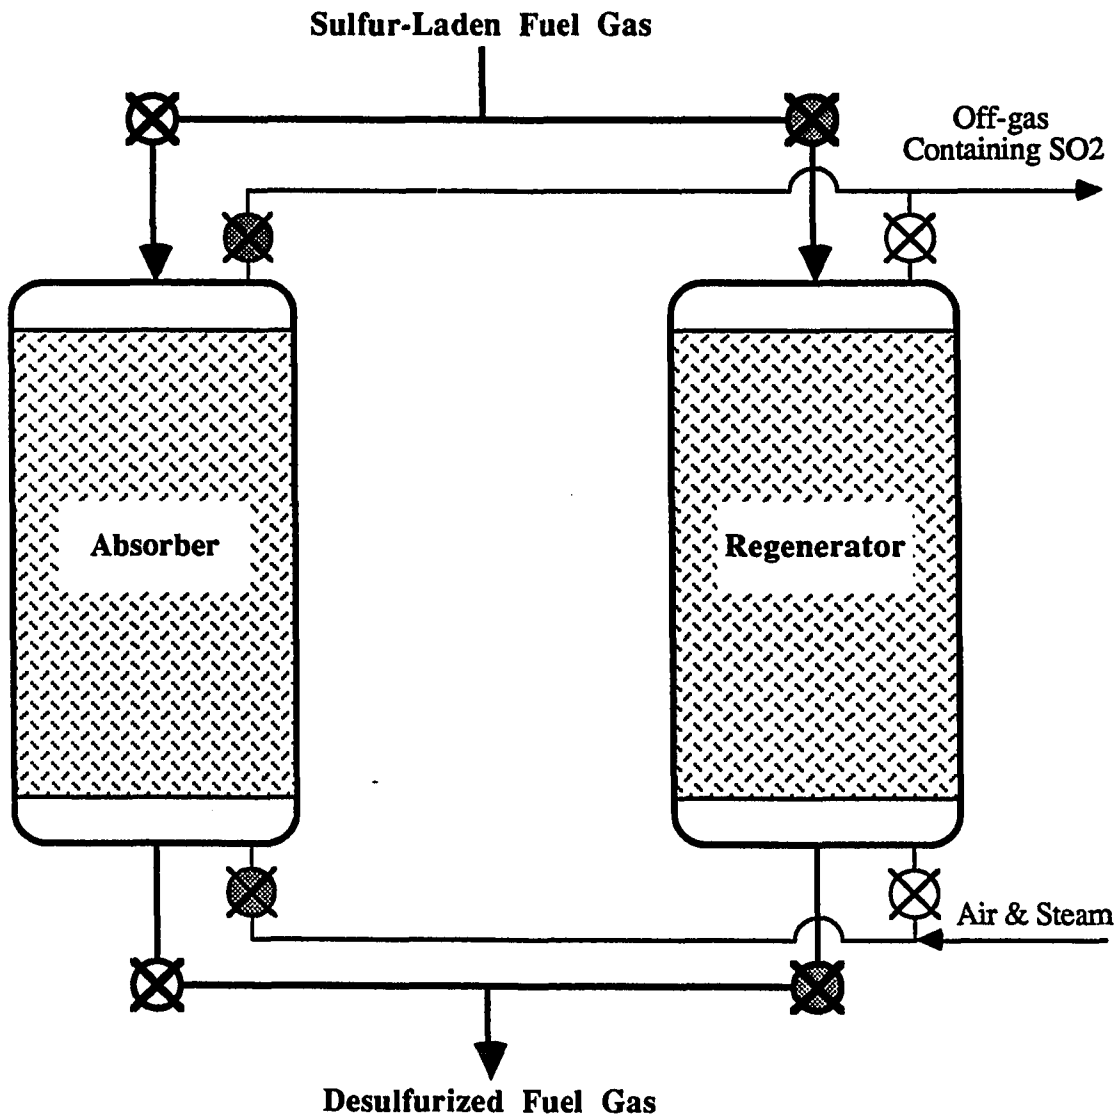 Sulfur-Laden Fuel Gas
Off-gas
Containing SO2
Absorber
Regenerator
Air & Steam
Desulfurized Fuel Gas